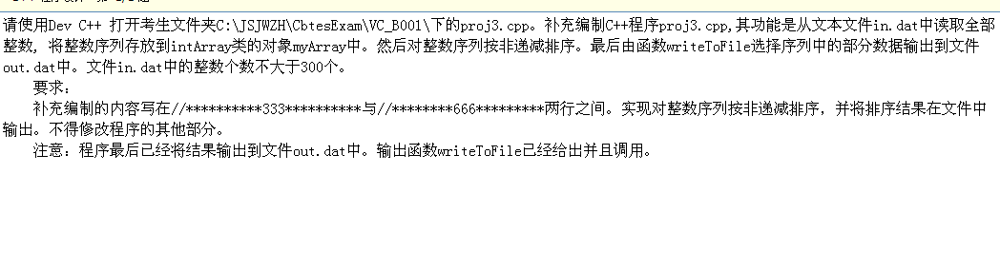 请使用Dev C++ 打开考生文件夹C:\JSJWZH\CbtesExam\VC_B001\下的proj3.cpp。补充编制C++程序proj3.cpp,其功能是从文本文件in.dat中读取全部
整数, 将整数序列存放到intArray类的对象myArray中。然后对整数序列按非递减排序。最后由函数writeToFile选择序列中的部分数据输出到文件
out.dat中。文件in.dat中的整数个数不大于300个。
要求:
补充编制的内容写在//**********333**********与//********666*********两行之间。实现对整数序列按非递减排序，并将排序结果在文件中
输出。不得修改程序的其他部分。
注意：程序最后已经将结果输出到文件out.dat中。输出函数writeToFile已经给出并且调用。